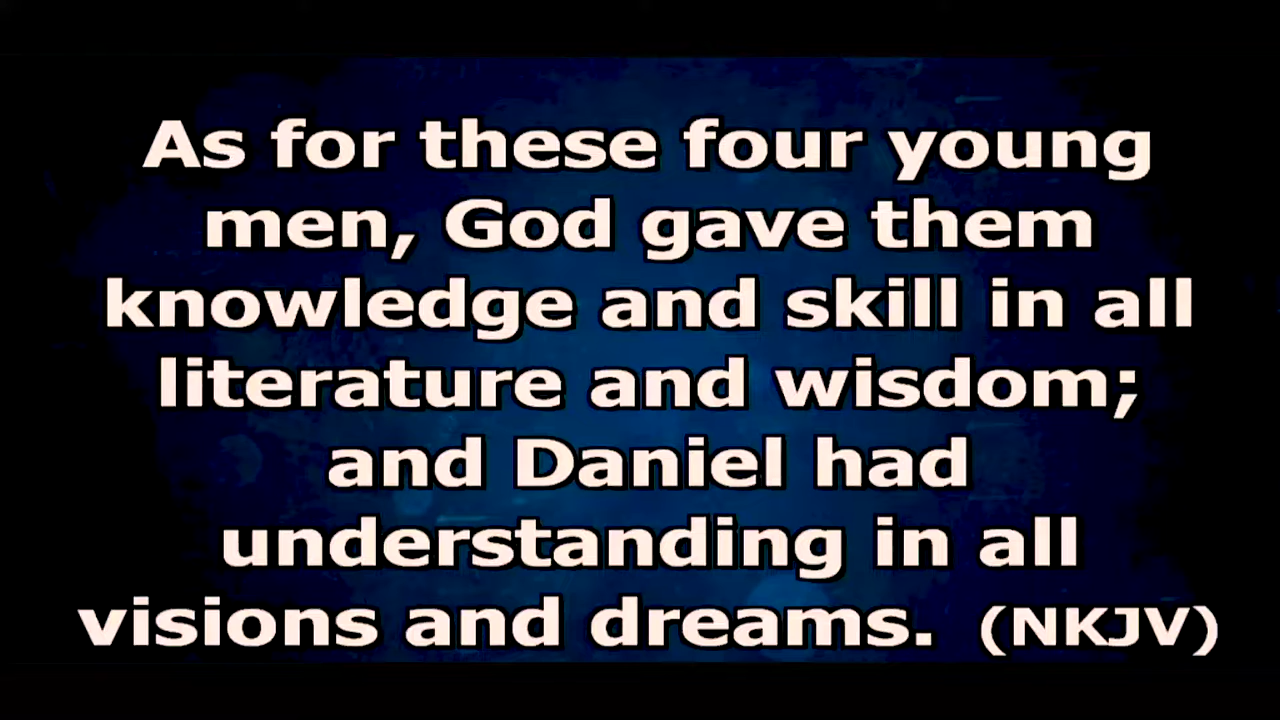 As for these four young
men, God gave them
knowledge and skill in all
literature and wisdom;
and Daniel had
understanding in all
visions and dreams. (NKJV)